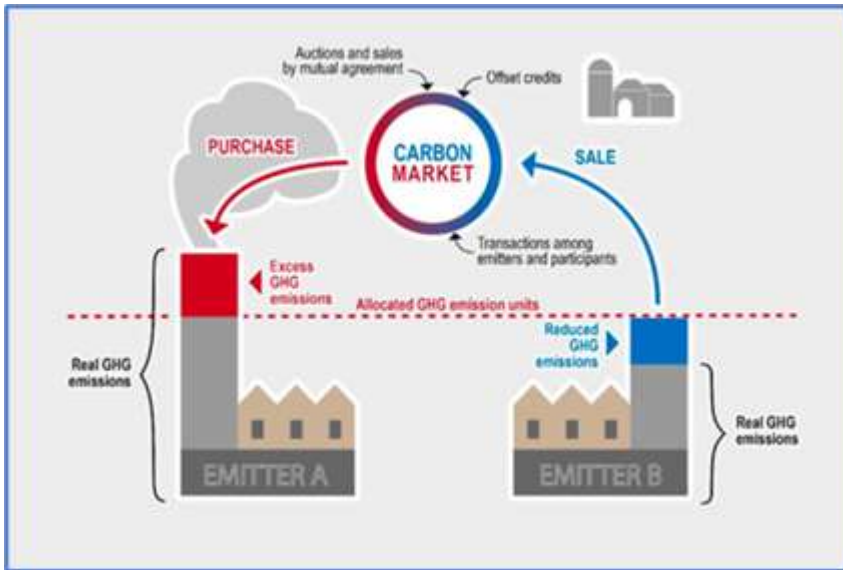 Auctions and sales
by mutual agreement
Offset credits
PURCHASE
CARBON
MARKET
SALE
Transactions among
emitters and participants
Excess
GHG
emissions
Allocated GHG emission units
Reduced
GHG
emissions
Real GHG
emissions
Real GHG
emissions
EMITTER A
EMITTER B